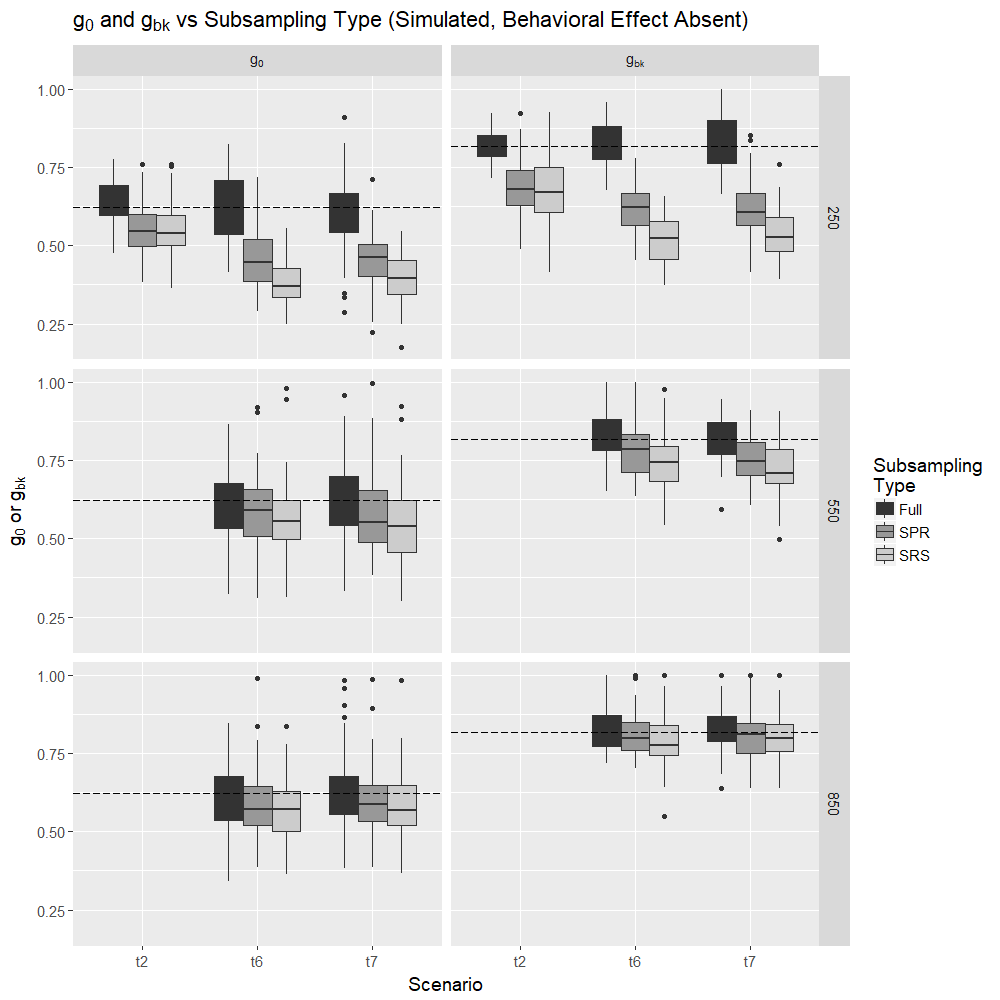 g0 and gbk vs Subsampling Type (Simulated, Behavioral Effect Absent)
g0
gbk
1.00
0.75
0.50
0.25
250
1.00
0.75
0.50
0.25
550
1.00
0.75
0.50
0.25
850
g0 or gbk
t2
t6
t7
t2
t6
t7
Scenario
Subsampling
Type
Full
SPR
SRS